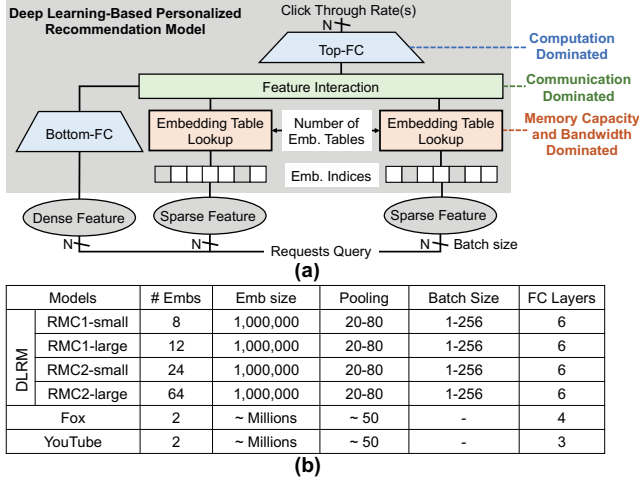 Deep Learning-Based Personalized
Recommendation Model
Click Through Rate(s)
N
Top-FC
Computation
Dominated
Feature Interaction
Communication
Dominated
Bottom-FC
Embedding Table
Lookup
Number of
Emb. Tables
Embedding Table
Lookup
Memory Capacity
and Bandwidth
Dominated
Emb. Indices
Dense Feature
Sparse Feature
Sparse Feature
N
N
N
Batch size
Requests Query
(a)
Models # Embs Emb size Pooling Batch Size FC Layers
DLRM
RMC1-small 8 1,000,000 20-80 1-256 6
RMC1-large 12 1,000,000 20-80 1-256 6
RMC2-small 24 1,000,000 20-80 1-256 6
RMC2-large 64 1,000,000 20-80 1-256 6
Fox 2 ~ Millions ~ 50 - 4
YouTube 2 ~ Millions ~ 50 - 3
(b)